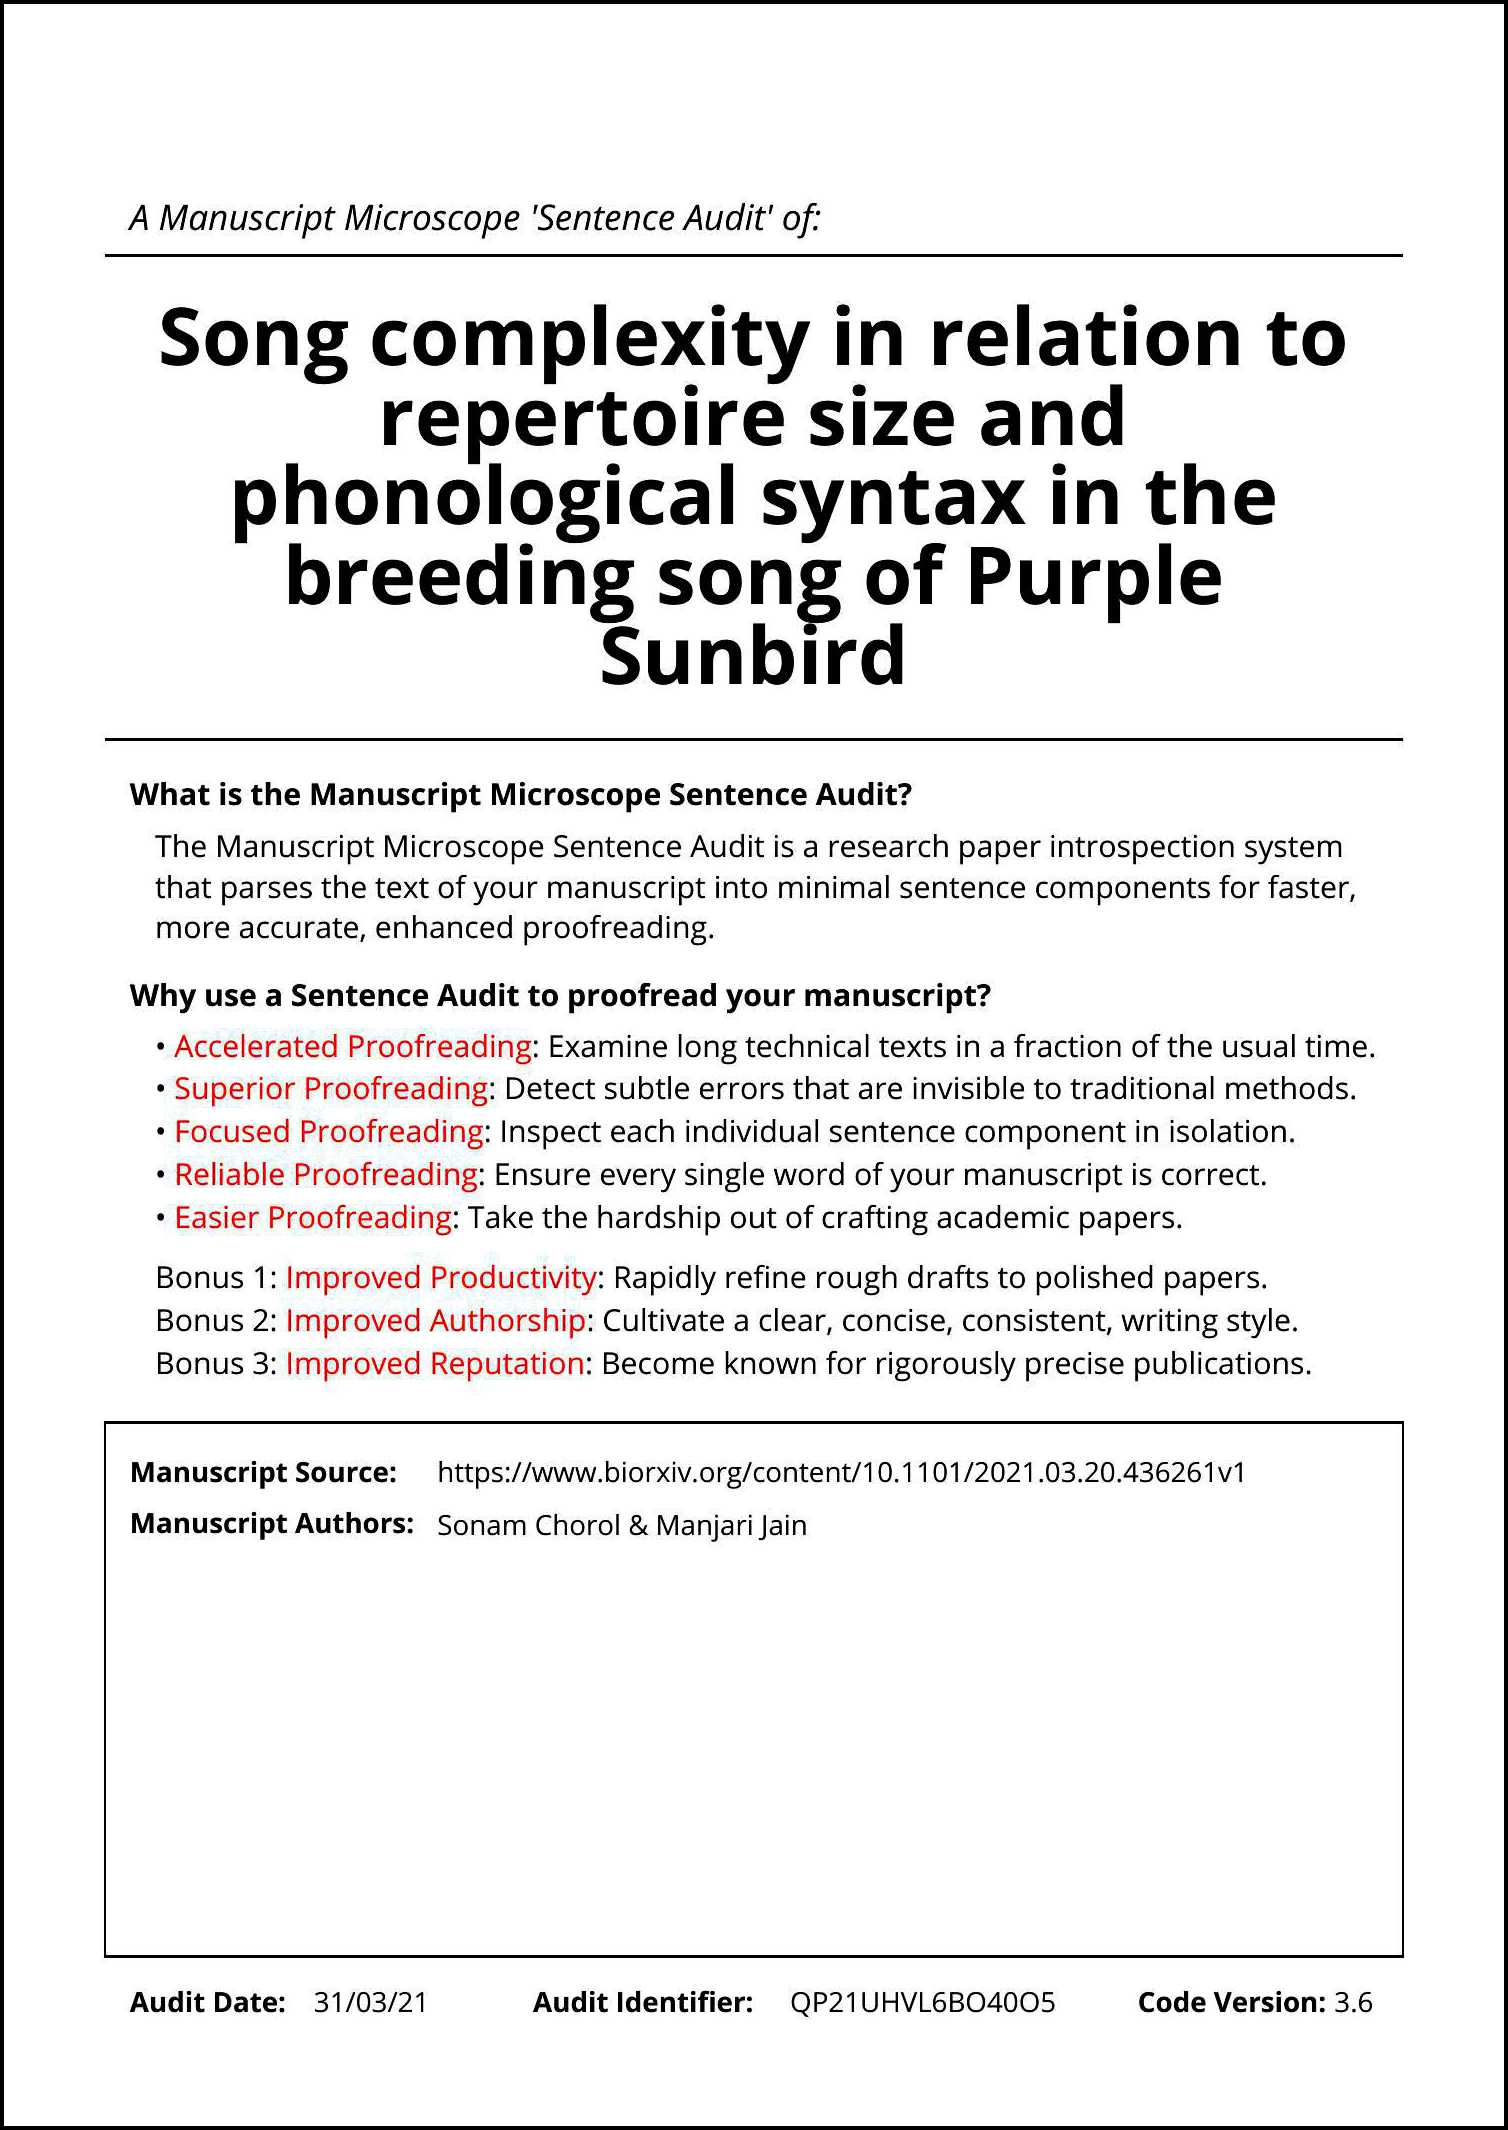 A Manuscript Microscope 'Sentence Audit' of:
Song complexity in relation to
repertoire size and
phonological syntax in the
breeding song of Purple
Sunbird
What is the Manuscript Microscope Sentence Audit?
The Manuscript Microscope Sentence Audit is a research paper introspection system
that parses the text of your manuscript into minimal sentence components for faster,
more accurate, enhanced proofreading.
Why use a Sentence Audit to proofread your manuscript?
• Accelerated Proofreading: Examine long technical texts in a fraction of the usual time.
• Superior Proofreading: Detect subtle errors that are invisible to traditional methods.
• Focused Proofreading: Inspect each individual sentence component in isolation.
• Reliable Proofreading: Ensure every single word of your manuscript is correct.
• Easier Proofreading: Take the hardship out of crafting academic papers.
Bonus 1: Improved Productivity: Rapidly refine rough drafts to polished papers.
Bonus 2: Improved Authorship: Cultivate a clear, concise, consistent, writing style.
Bonus 3: Improved Reputation: Become known for rigorously precise publications.
Manuscript Source: https://www.biorxiv.org/content/10.1101/2021.03.20.436261v1
Manuscript Authors: Sonam Chorol & Manjari Jain
Audit Date: 31/03/21 Audit Identifier: QP21UHVL6BO40O5 Code Version: 3.6